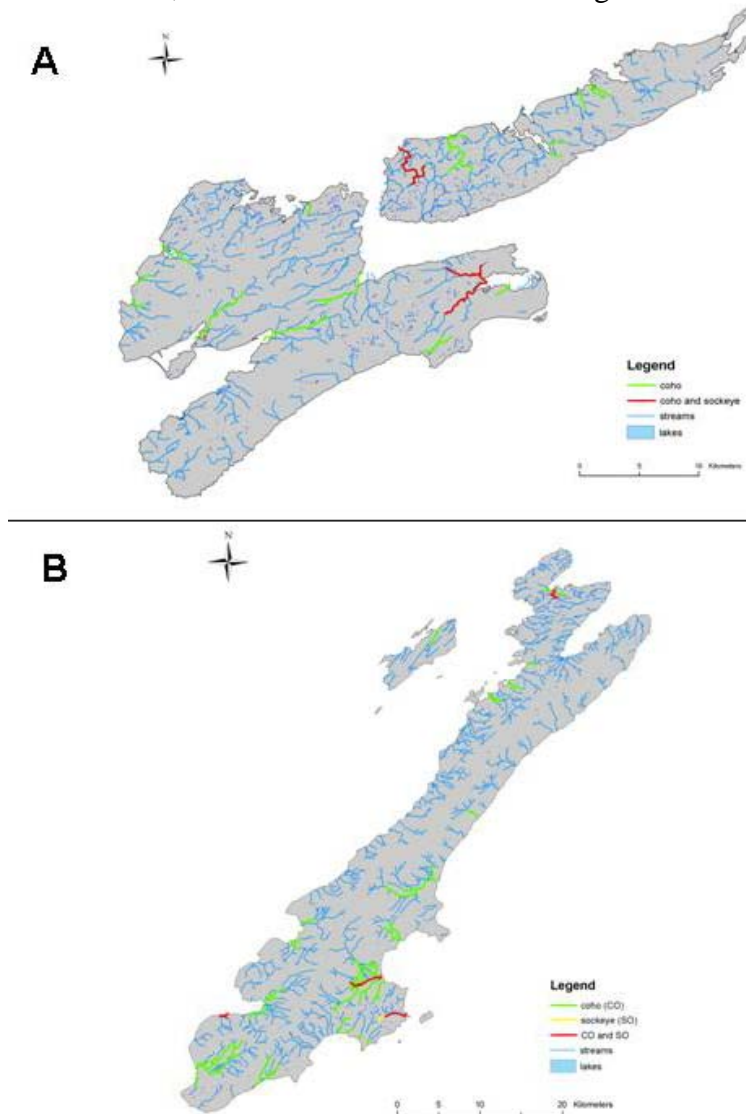 N
A
Legend
coho
coho and sockeye
streams
lakes
0 5 10 Kilometers
N
B
Legend
coho (CO)
sockeye (SO)
CO and SO
streams
lakes
0 10 20 Kilometers